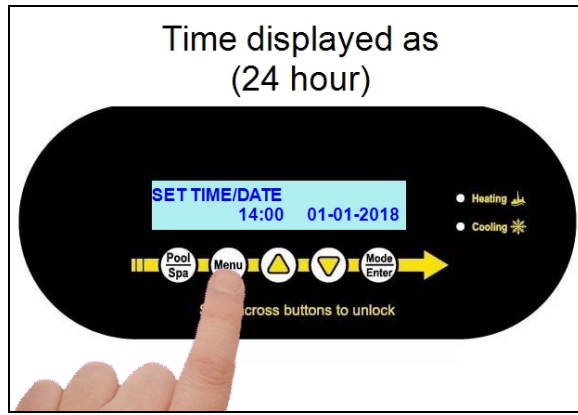 Time displayed as
(24 hour)
SET TIME/DATE
14:00 01-01-2018
Heating
Cooling
Pool
Spa
Menu
Mode
Enter
across buttons to unlock